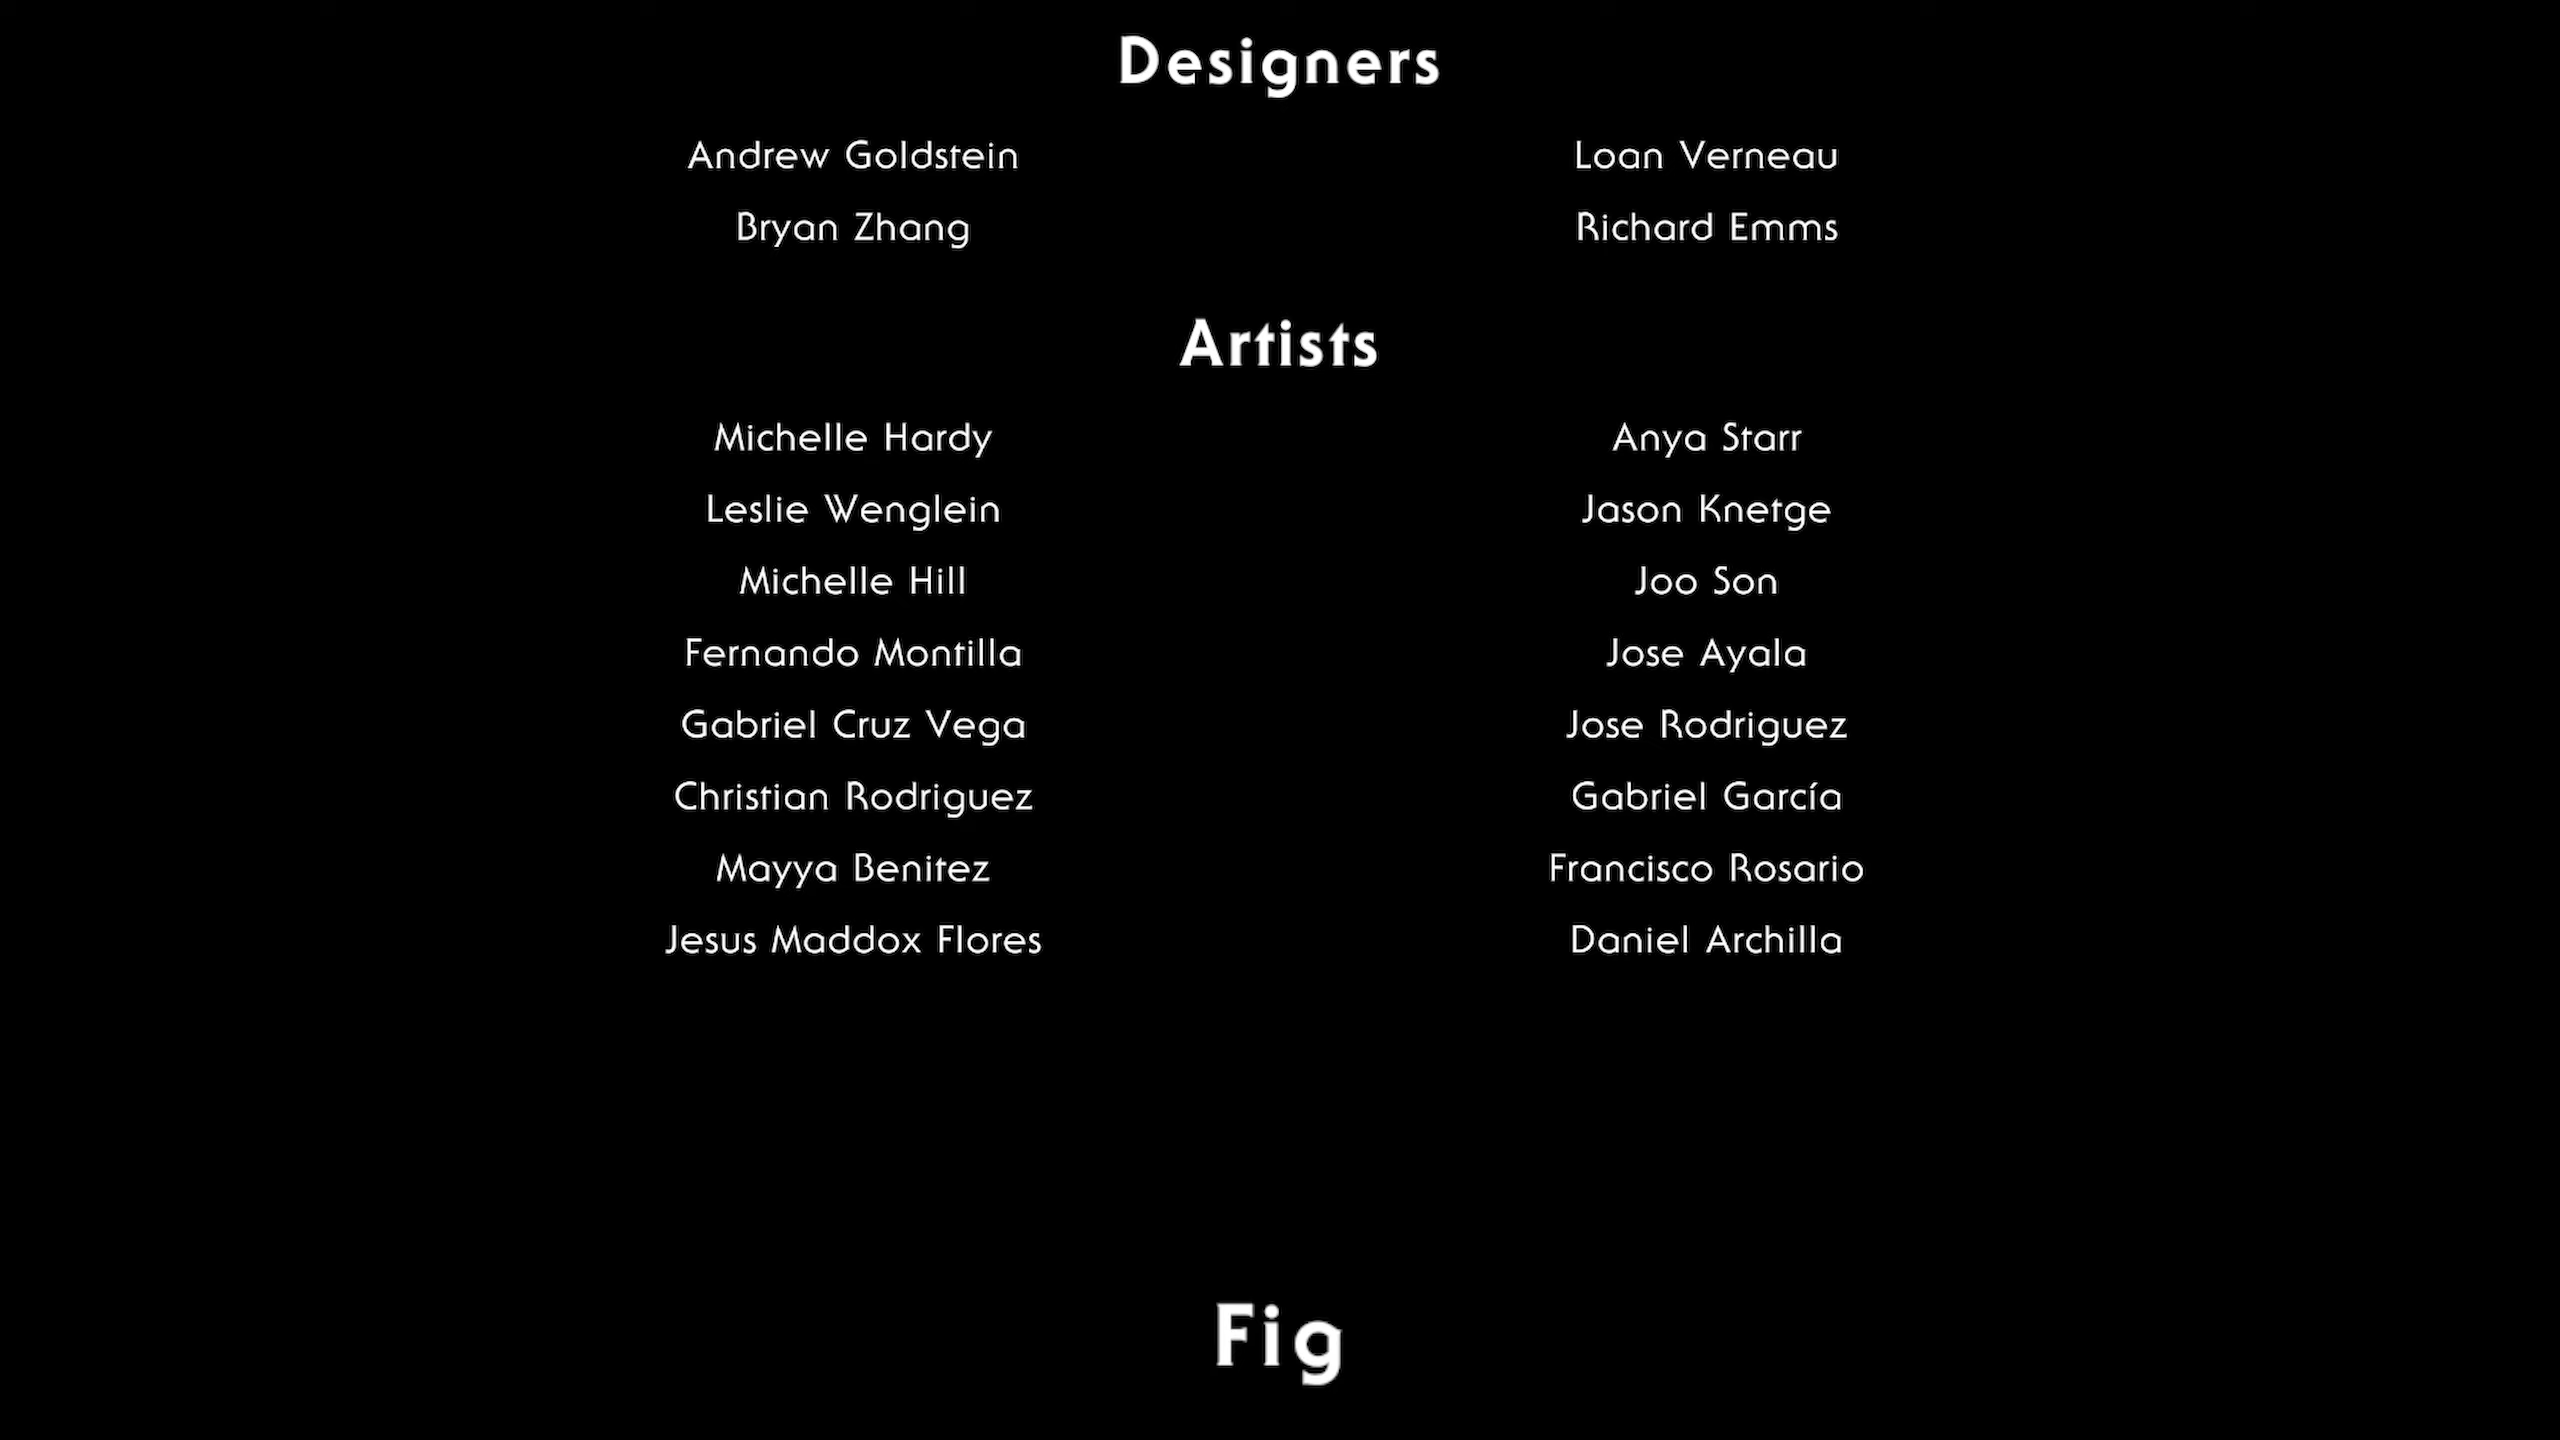 Designers
Andrew Goldstein Loan Verneau
Bryan Zhang Richard Emms
Artists
Michelle Hardy Anya Starr
Leslie Wenglein Jason Knetge
Michelle Hill Joo Son
Fernando Montilla Jose Ayala
Gabriel Cruz Vega Jose Rodriguez
Christian Rodriguez Gabriel García
Mayya Benitez Francisco Rosario
Jesus Maddox Flores Daniel Archilla
Fig